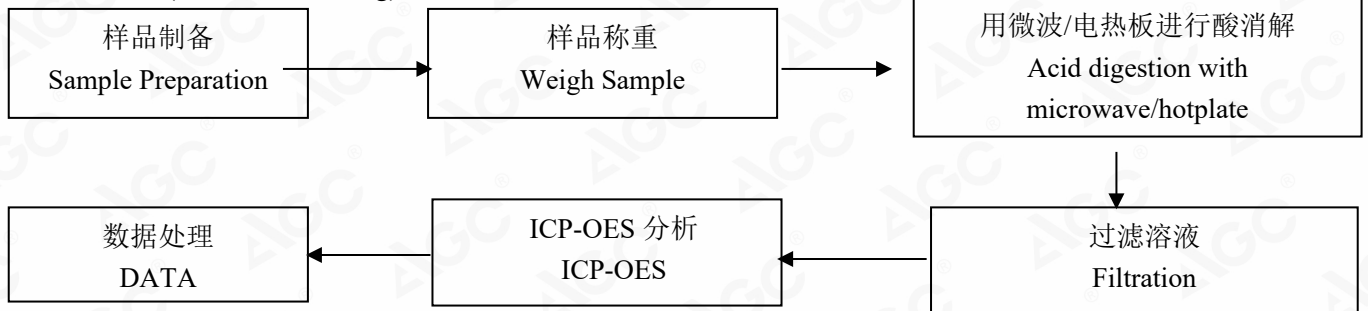 样品制备
Sample Preparation
样品称重
Weigh Sample
用微波/电热板进行酸消解
Acid digestion with
microwave/hotplate
过滤溶液
Filtration
ICP-OES 分析
ICP-OES
数据处理
DATA
AGC